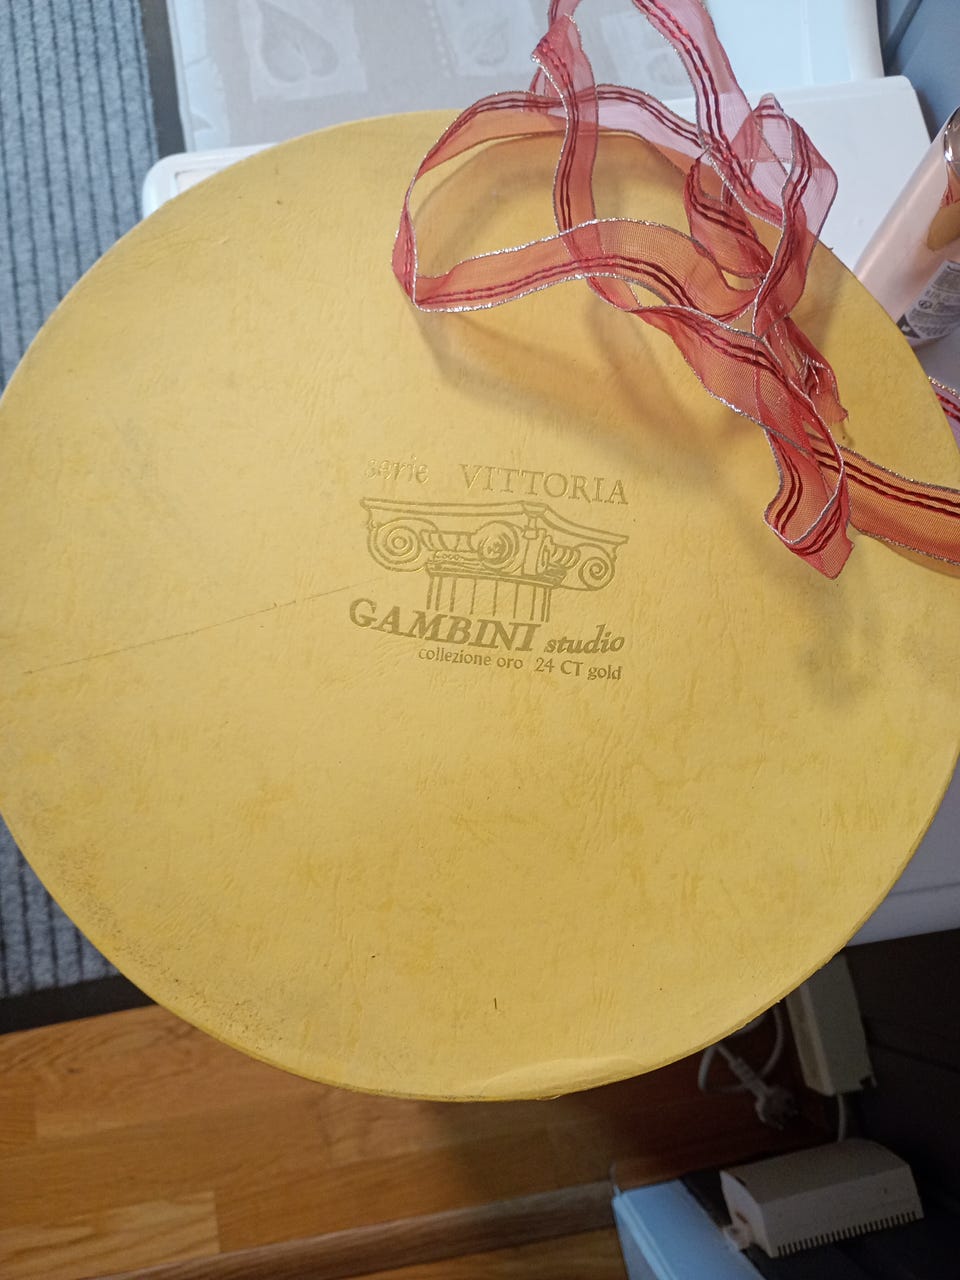 serie VITTORIA
GAMBINI studio
collezione oro 24 CT gold